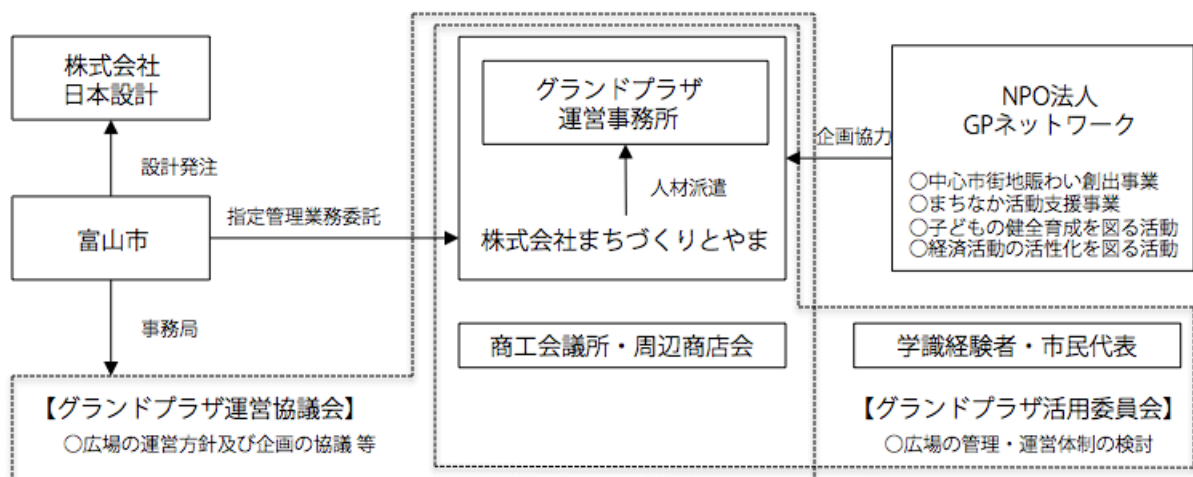 株式会社
日本設計
設計発注
富山市
事務局
指定管理業務委託
グランドプラザ
運営事務所
人材派遣
株式会社まちづくりとやま
企画協力
NPO法人
GPネットワーク
○中心市街地賑わい創出事業
○まちなか活動支援事業
○子どもの健全育成を図る活動
○経済活動の活性化を図る活動
商工会議所・周辺商店会
学識経験者・市民代表
【グランドプラザ運営協議会】
○広場の運営方針及び企画の協議 等
【グランドプラザ活用委員会】
○広場の管理・運営体制の検討